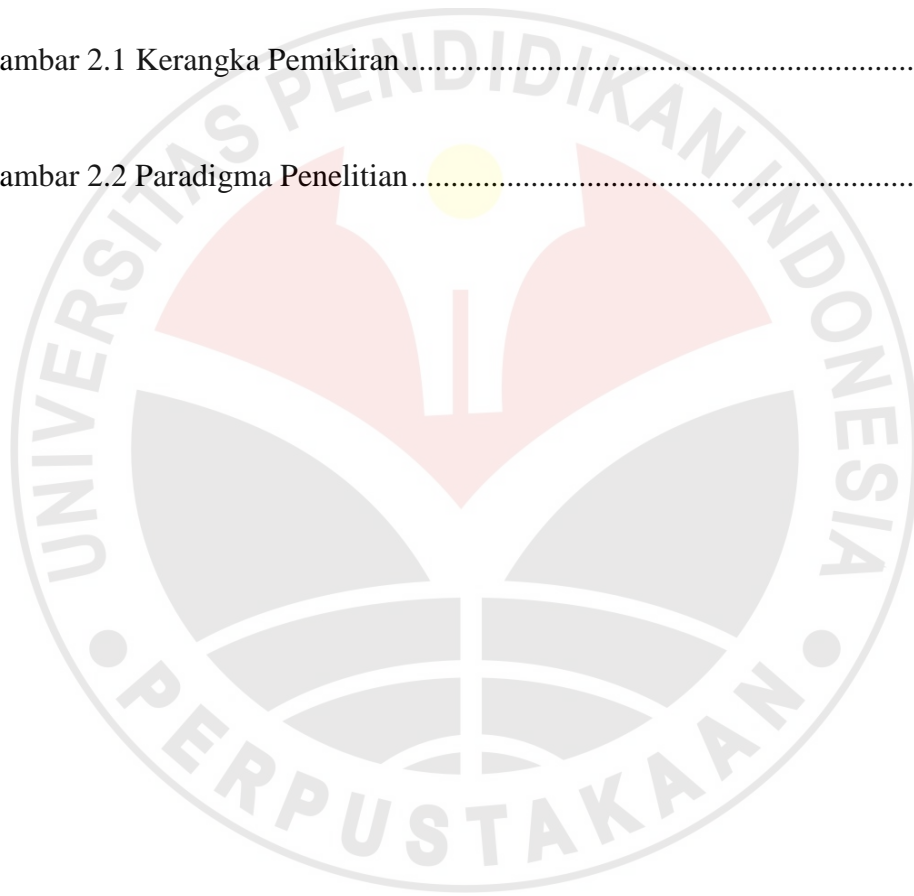 ambar 2.1 Kerangka Pemikiran................................................................
ambar 2.2 Paradigma Penelitian...............................................................
UNIVERSITAS PENDIDIKAN INDONESIA
• PERPUSTAKAAN •